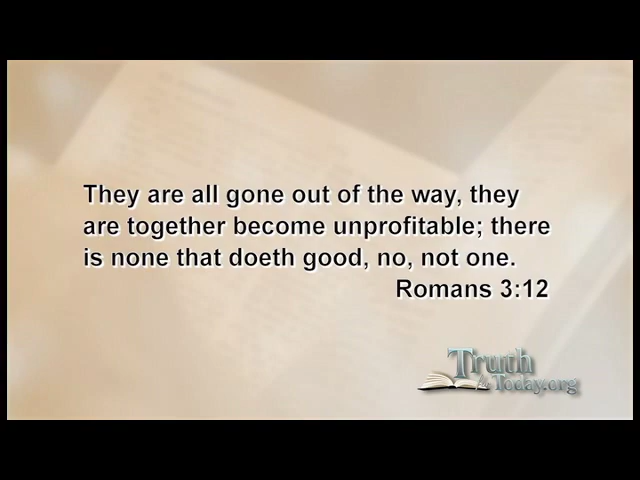 They are all gone out of the way, they
are together become unprofitable; there
is none that doeth good, no, not one.
Romans 3:12
Truth
for Today.org